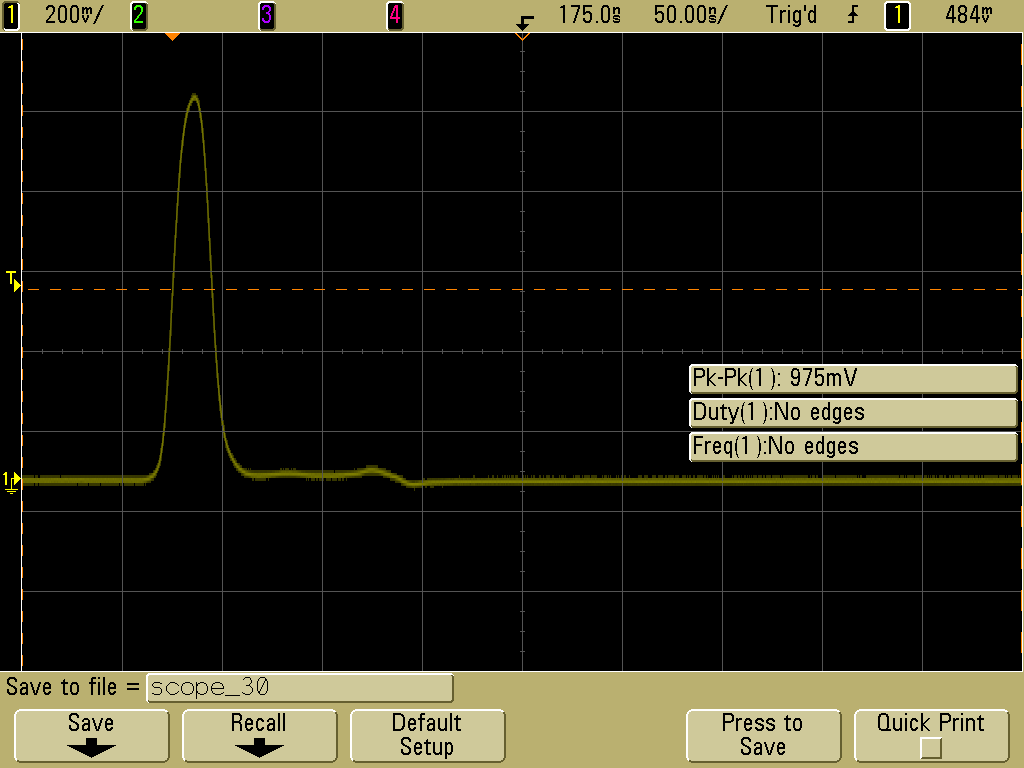 1 200mV/ 2 3 4 175.0ns 50.00ns/ Trig'd 1 484mV
T
Pk-Pk(1): 975mV
Duty(1):No edges
Freq(1):No edges
1
Save to file = scope_30
Save Recall Default Setup Press to Save Quick Print